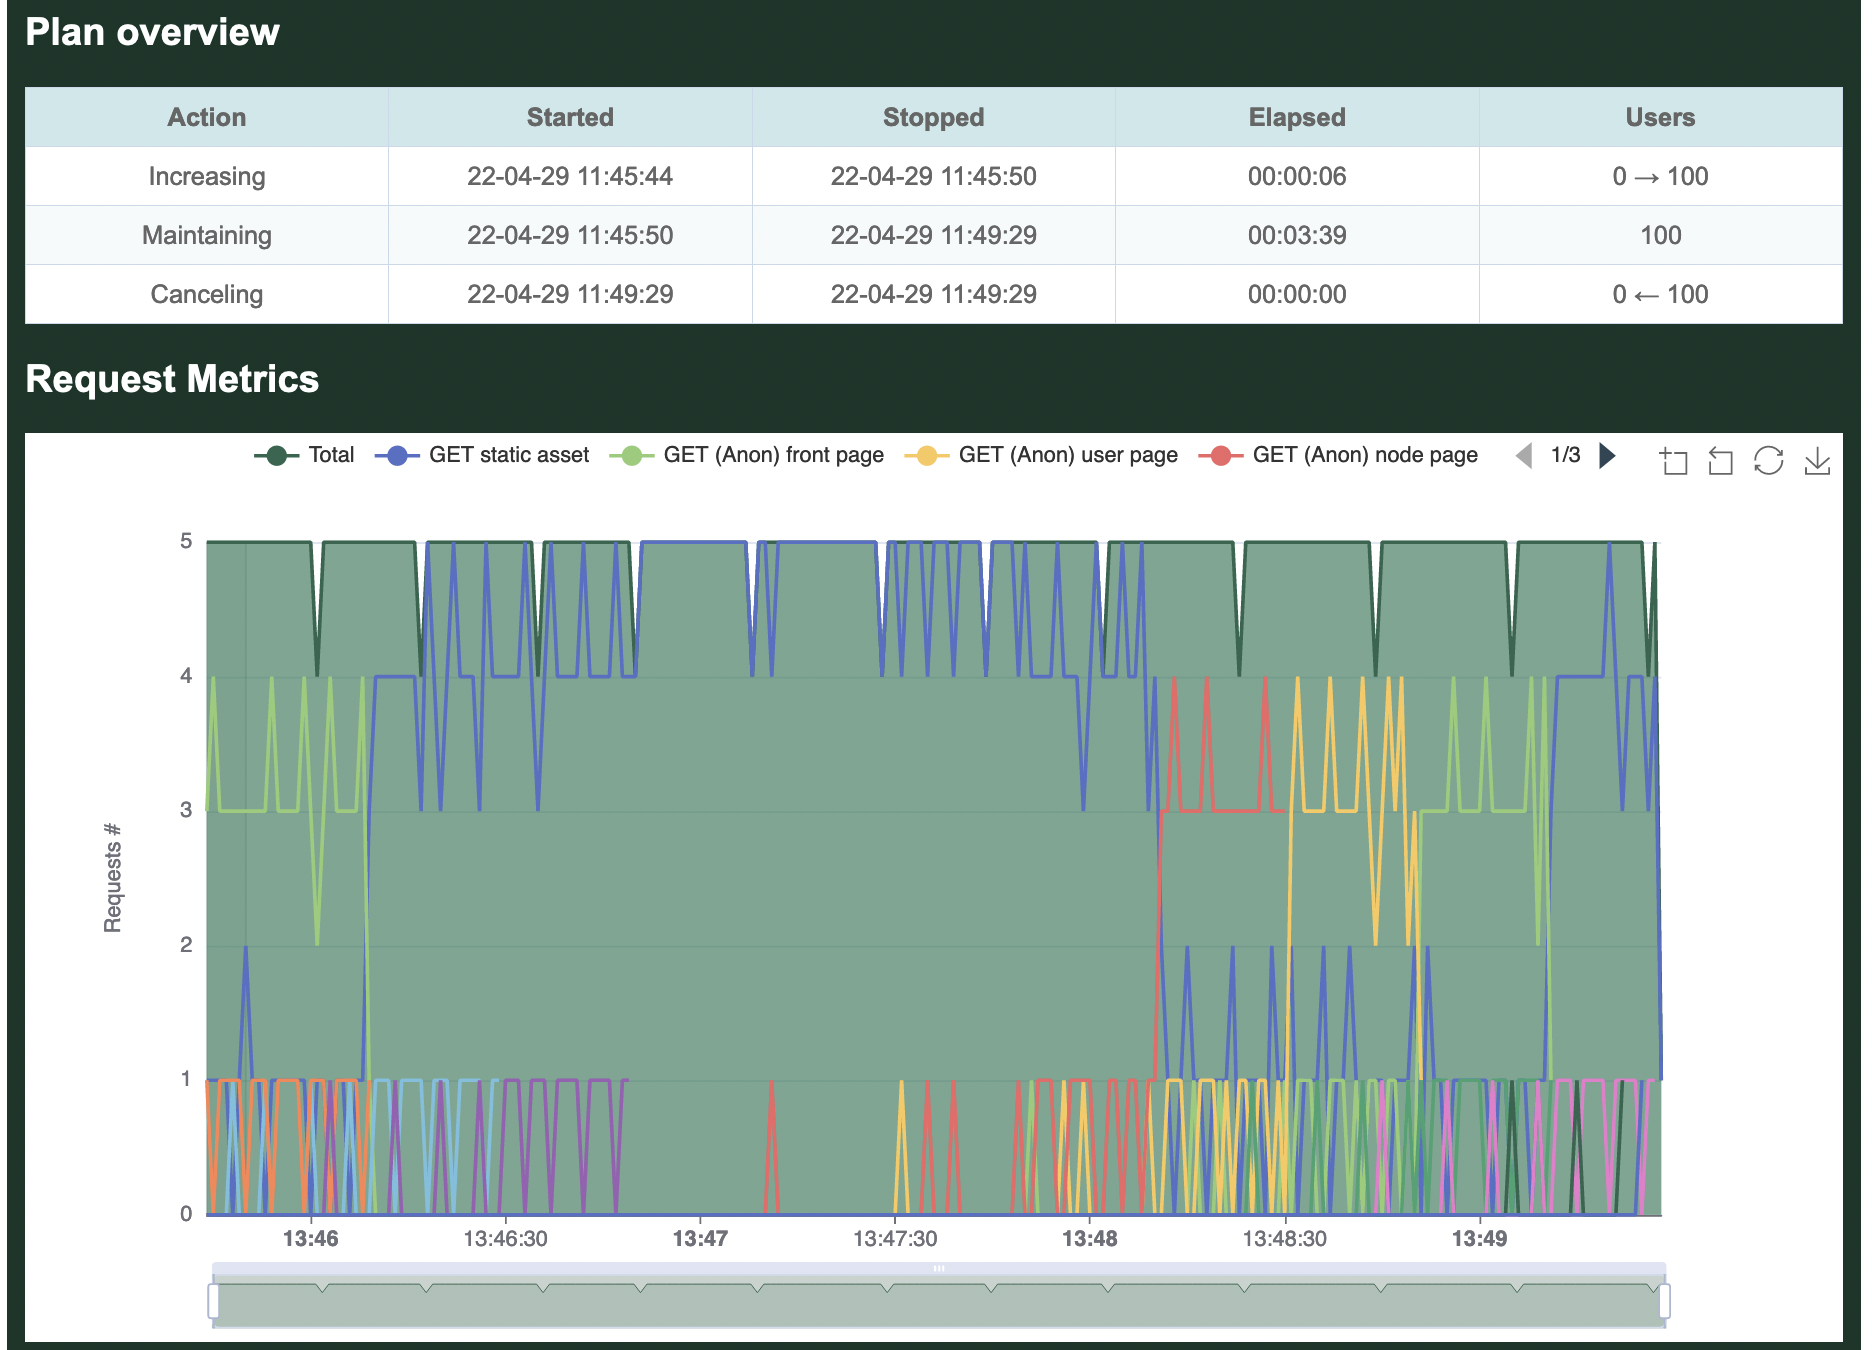 Plan overview
Action Started Stopped Elapsed Users
Increasing 22-04-29 11:45:44 22-04-29 11:45:50 00:00:06 0 → 100
Maintaining 22-04-29 11:45:50 22-04-29 11:49:29 00:03:39 100
Canceling 22-04-29 11:49:29 22-04-29 11:49:29 00:00:00 0 ← 100
Request Metrics
Total GET static asset GET (Anon) front page GET (Anon) user page GET (Anon) node page 1/3
5
4
3
Requests #
2
1
0
13:46 13:46:30 13:47 13:47:30 13:48 13:48:30 13:49